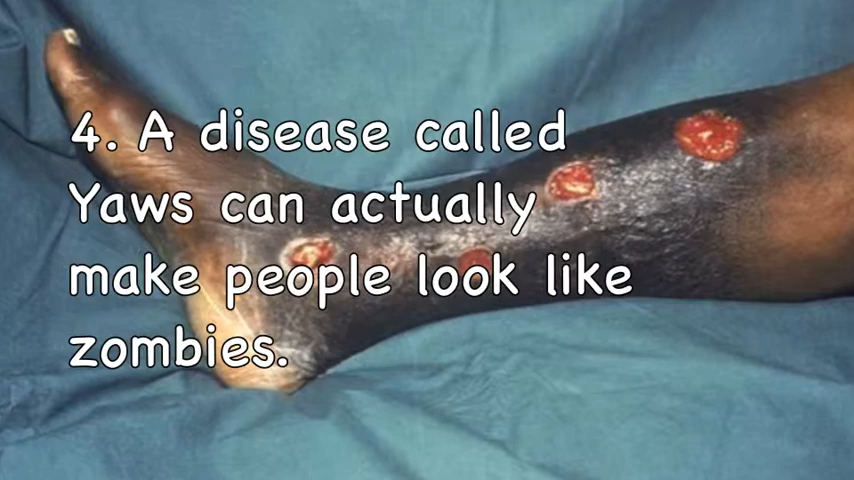 4. A disease called
Yaws can actually
make people look like
zombies.